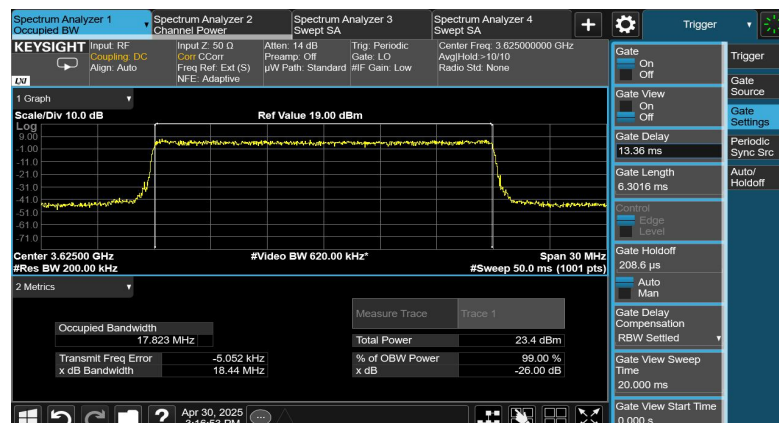 Spectrum Analyzer 1
Occupied BW
Spectrum Analyzer 2
Channel Power
Spectrum Analyzer 3
Swept SA
Spectrum Analyzer 4
Swept SA
+
Trigger
KEYSIGHT
LXI
Input: RF
Coupling: DC
Align: Auto
Input Z: 50 Ω
Corr CCorr
Freq Ref: Ext (S)
NFE: Adaptive
Atten: 14 dB
Preamp: Off
µW Path: Standard
Trig: Periodic
Gate: LO
#IF Gain: Low
Center Freq: 3.625000000 GHz
Avg|Hold:>10/10
Radio Std: None
1 Graph
Scale/Div 10.0 dB
Ref Value 19.00 dBm
Log
9.00
-1.00
-11.0
-21.0
-31.0
-41.0
-51.0
-61.0
-71.0
Center 3.62500 GHz
#Video BW 620.00 kHz*
Span 30 MHz
#Res BW 200.00 kHz
#Sweep 50.0 ms (1001 pts)
2 Metrics
Measure Trace
Trace 1
Occupied Bandwidth
17.823 MHz
Total Power
23.4 dBm
Transmit Freq Error
-5.052 kHz
% of OBW Power
99.00 %
x dB Bandwidth
18.44 MHz
x dB
-26.00 dB
?
Apr 30, 2025
3:16:53 PM
Gate
On
Off
Gate View
On
Off
Gate Delay
13.36 ms
Gate Length
6.3016 ms
Control
Edge
Level
Gate Holdoff
208.6 µs
Auto
Man
Gate Delay
Compensation
RBW Settled
Gate View Sweep
Time
20.000 ms
Gate View Start Time
0.000 s
Trigger
Gate
Source
Gate
Settings
Periodic
Sync Src
Auto/
Holdoff